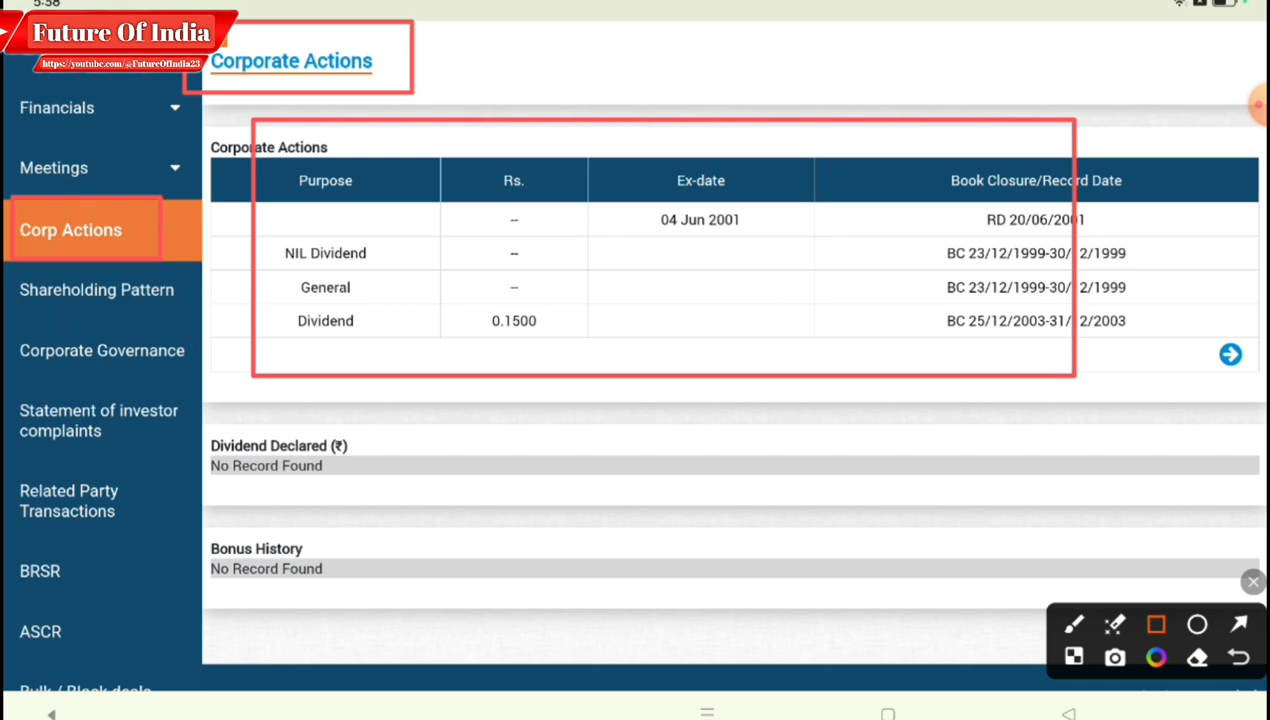 5:58
Future Of India
https://youtube.com/@FutureOfIndia23
Corporate Actions
Financials
Meetings
Corp Actions
Shareholding Pattern
Corporate Governance
Statement of investor
complaints
Related Party
Transactions
BRSR
ASCR
Bulk / Block deals
Corporate Actions
Purpose Rs. Ex-date Book Closure/Record Date
-- 04 Jun 2001 RD 20/06/2001
NIL Dividend -- BC 23/12/1999-30/12/1999
General -- BC 23/12/1999-30/12/1999
Dividend 0.1500 BC 25/12/2003-31/12/2003
Dividend Declared (₹)
No Record Found
Bonus History
No Record Found